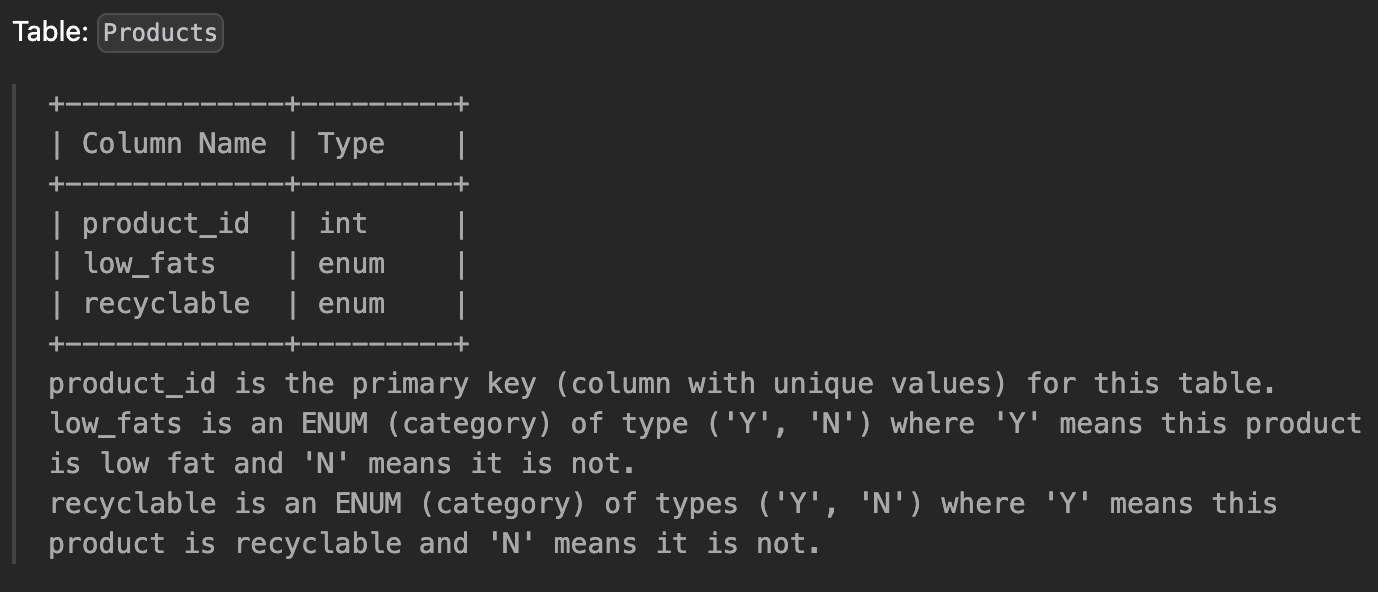 Table: Products
+-------------+---------+
| Column Name | Type    |
+-------------+---------+
| product_id  | int     |
| low_fats    | enum    |
| recyclable  | enum    |
+-------------+---------+
product_id is the primary key (column with unique values) for this table.
low_fats is an ENUM (category) of type ('Y', 'N') where 'Y' means this product
is low fat and 'N' means it is not.
recyclable is an ENUM (category) of types ('Y', 'N') where 'Y' means this
product is recyclable and 'N' means it is not.